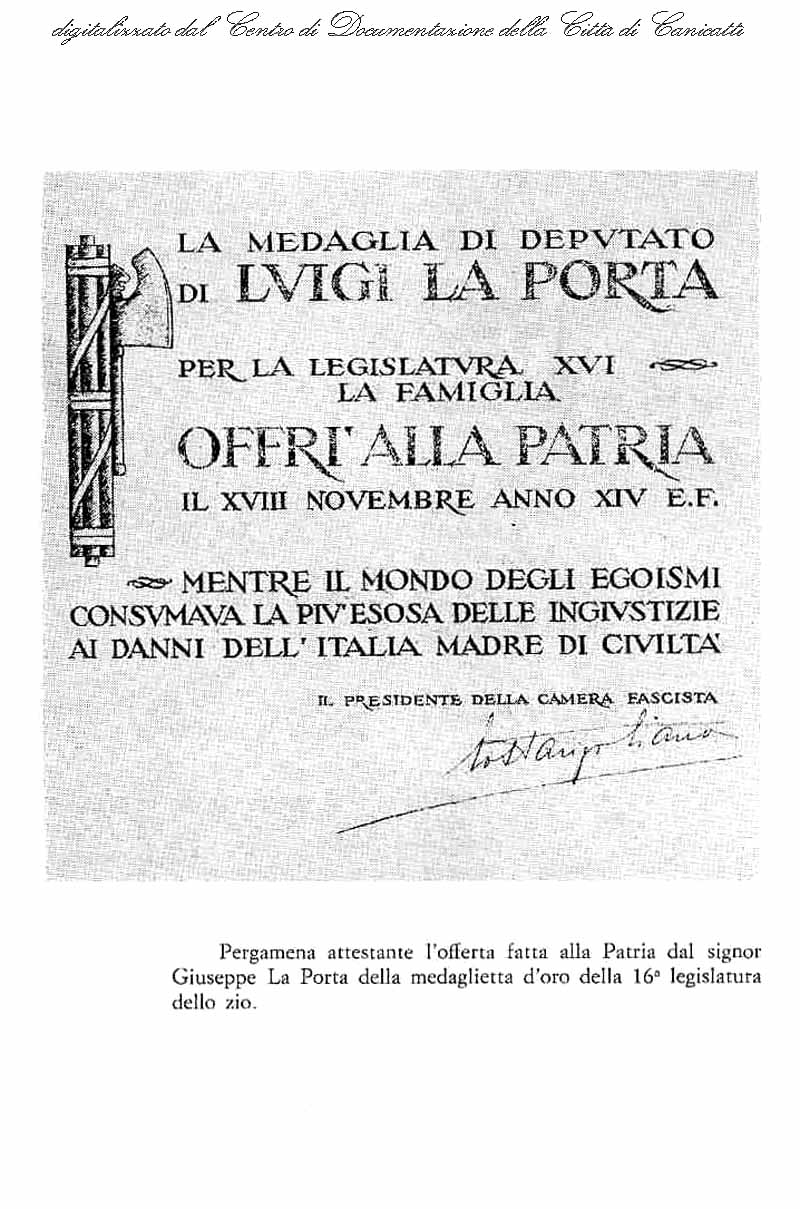 digitalizzato dal Centro di Documentazione della Città di Canicattì
LA MEDAGLIA DI DEPVTATO
DI LVIGI LA PORTA
PER LA LEGISLATVRA XVI
LA FAMIGLIA
OFFRI' ALLA PATRIA
IL XVIII NOVEMBRE ANNO XIV E.F.
MENTRE IL MONDO DEGLI EGOISMI
CONSVMAVA LA PIV' ESOSA DELLE INGIVSTIZIE
AI DANNI DELL' ITALIA MADRE DI CIVILTA'
IL PRESIDENTE DELLA CAMERA FASCISTA
Costanzo Ciano
Pergamena attestante l'offerta fatta alla Patria dal signor
Giuseppe La Porta della medaglietta d'oro della 16ª legislatura
dello zio.